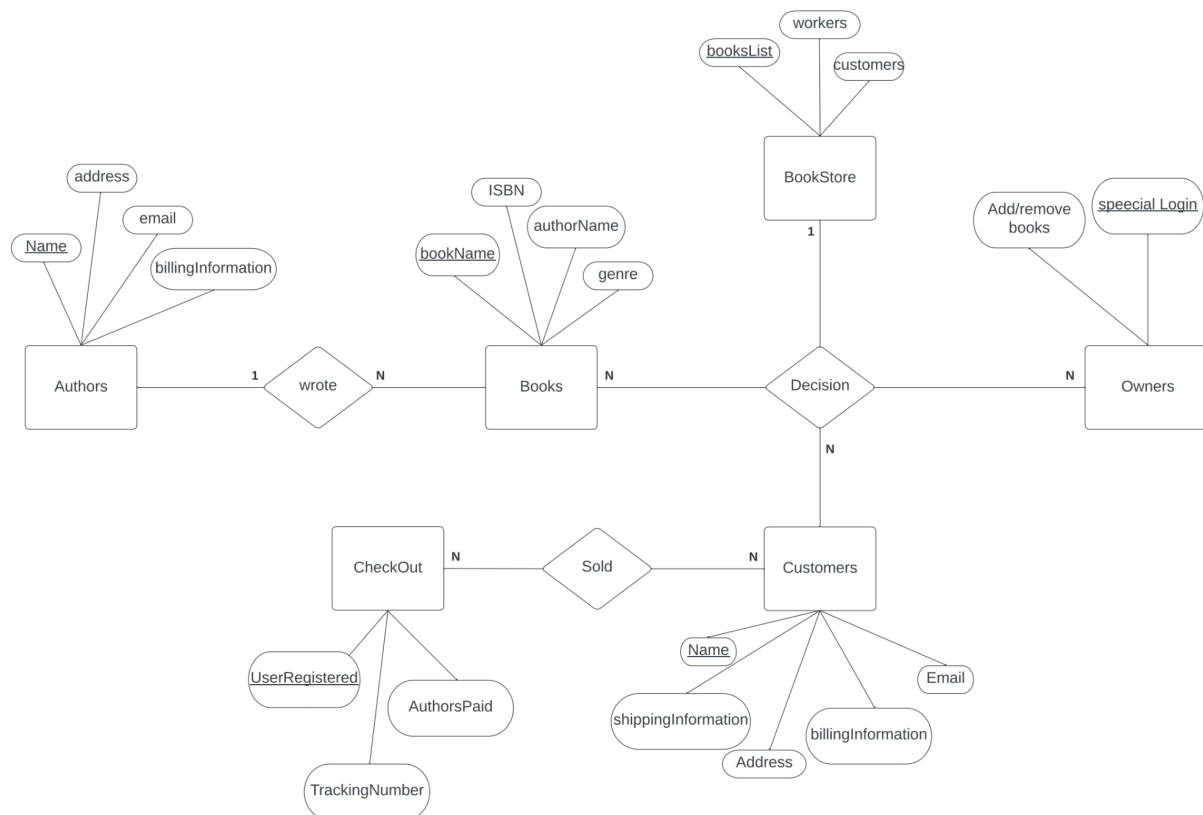 workers
booksList
customers
BookStore
address
ISBN
speecial Login
Add/remove
books
email
authorName
Name
bookName
billingInformation
genre
1
Authors
1
wrote
N
Books
N
Decision
N
Owners
N
CheckOut
N
Sold
N
Customers
Name
UserRegistered
Email
AuthorsPaid
shippingInformation
billingInformation
Address
TrackingNumber